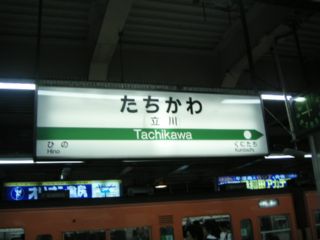 たちかわ
立川
Tachikawa
ひの
Hino
くにたち
Kunitachi